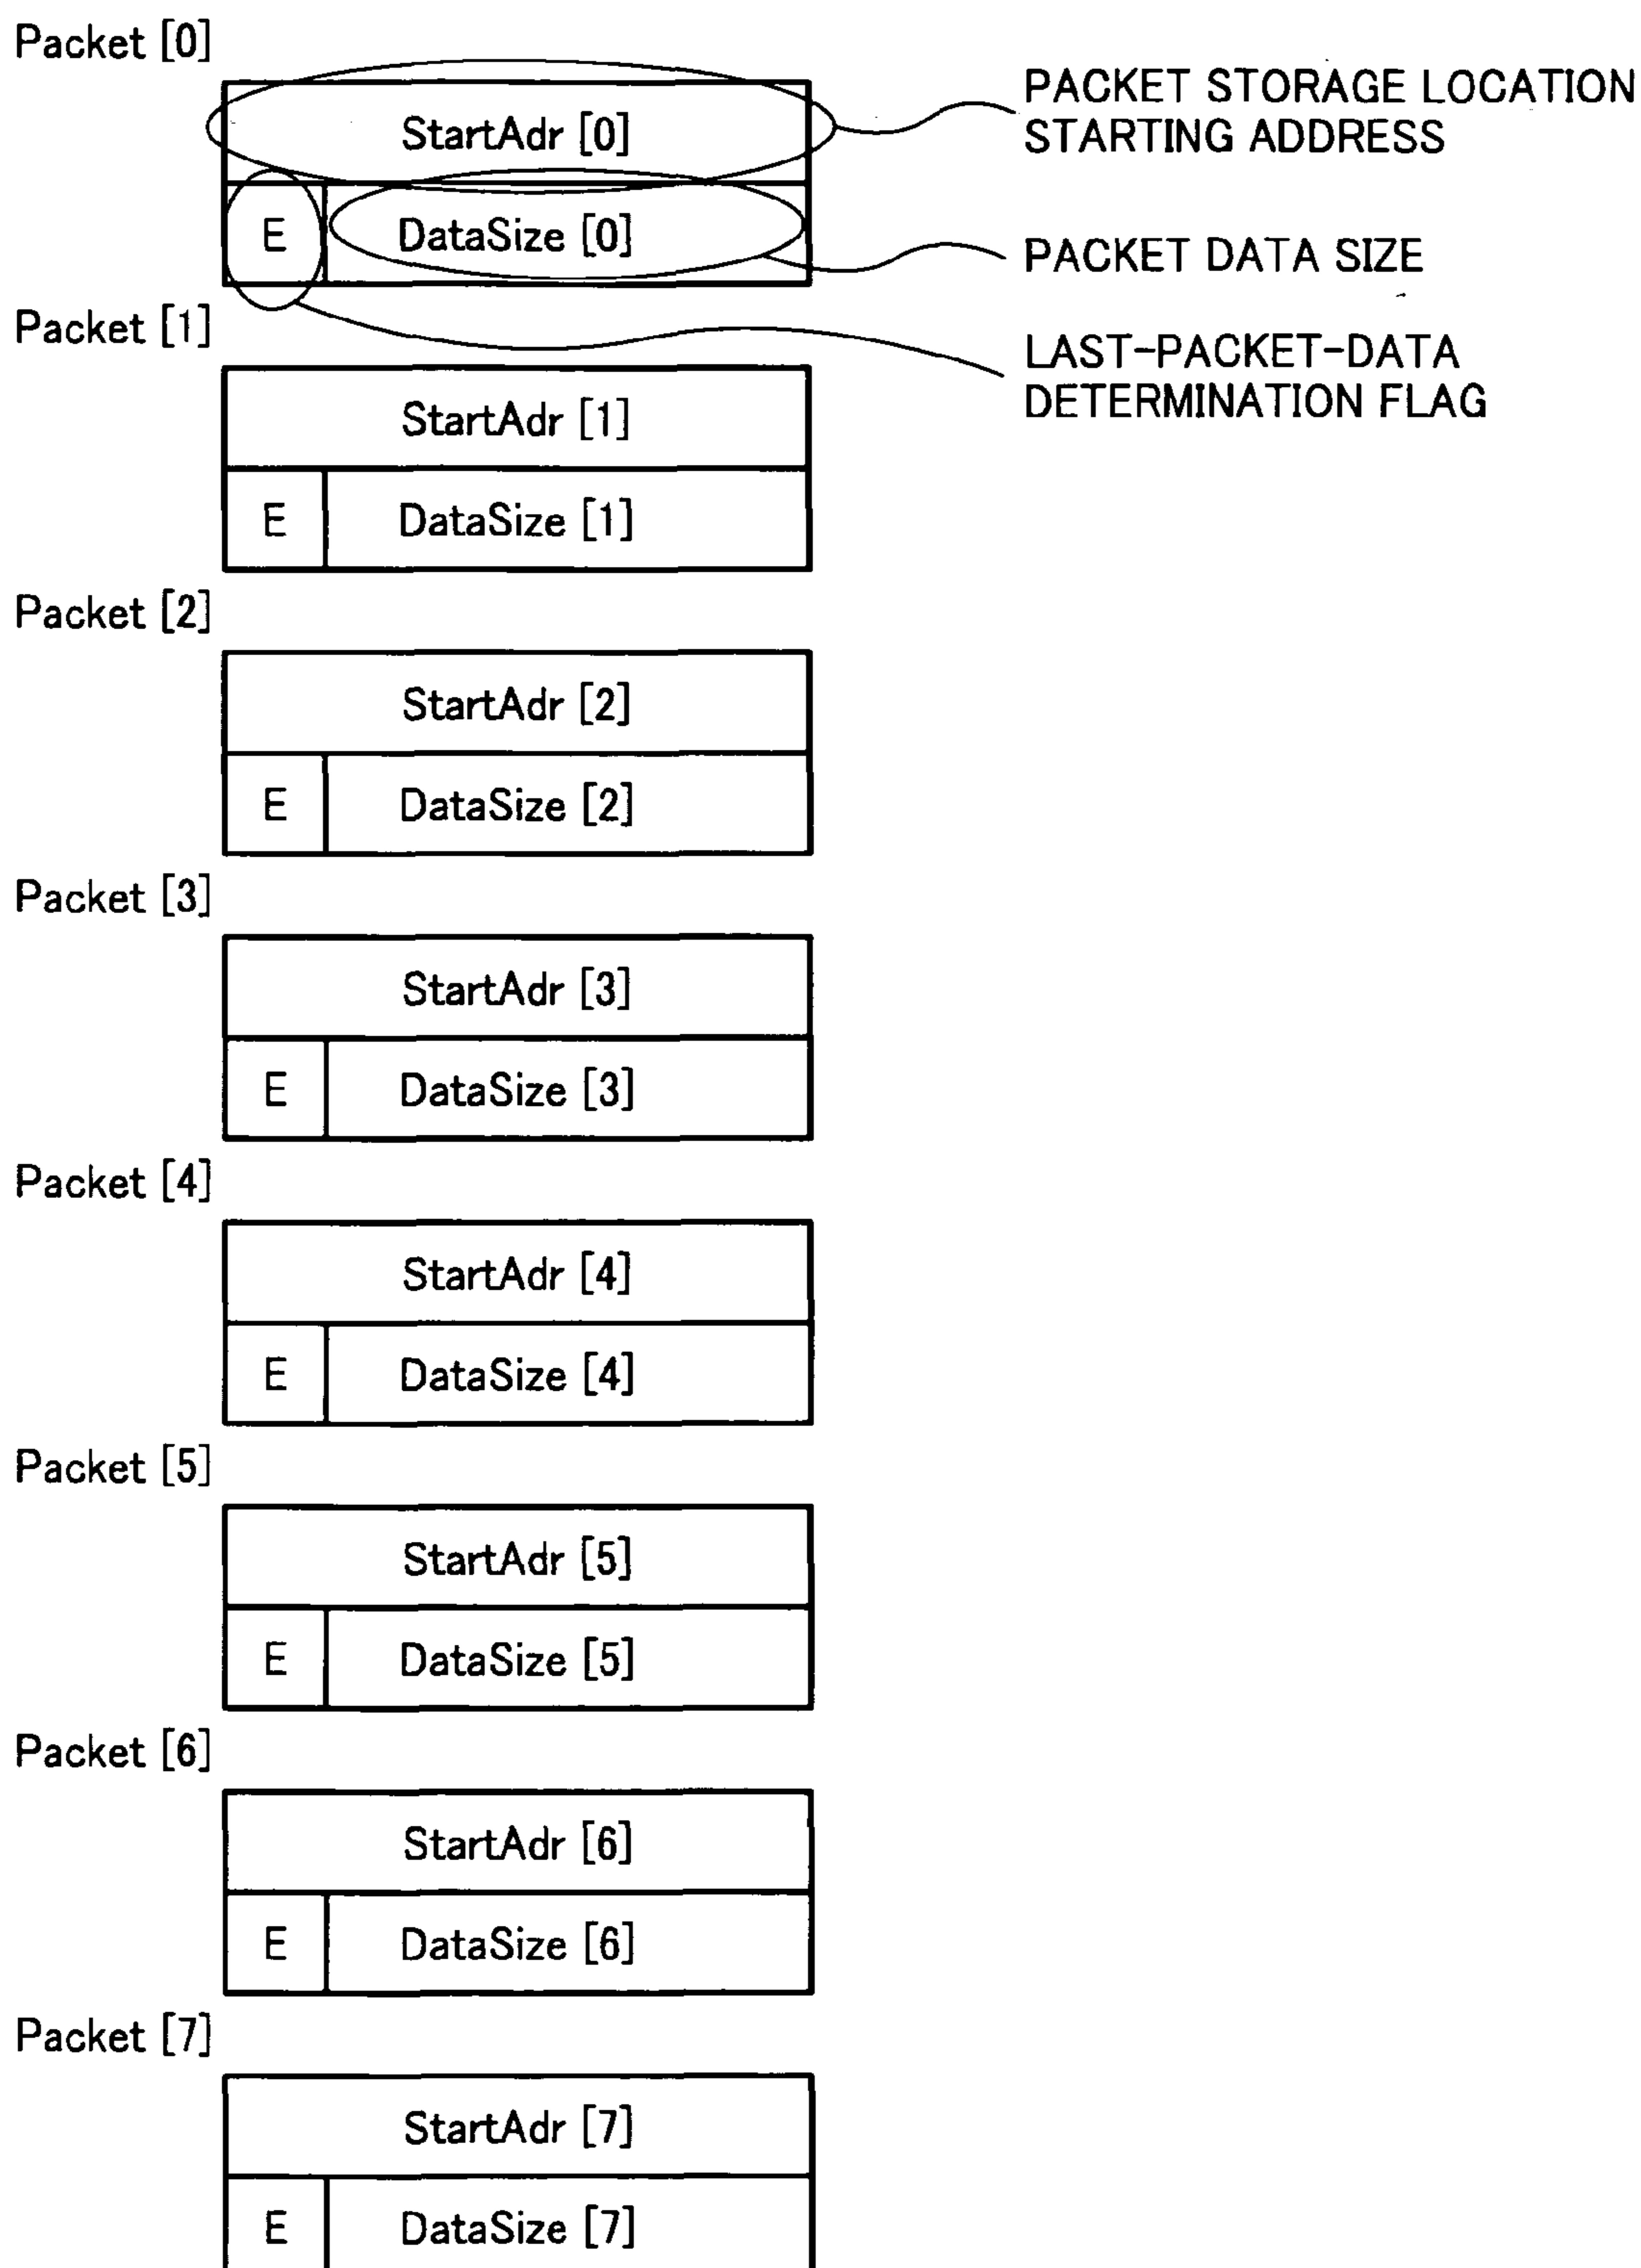 Packet [0]
StartAdr [0]
PACKET STORAGE LOCATION
STARTING ADDRESS
E
DataSize [0]
PACKET DATA SIZE
Packet [1]
LAST-PACKET-DATA
DETERMINATION FLAG
StartAdr [1]
E
DataSize [1]
Packet [2]
StartAdr [2]
E
DataSize [2]
Packet [3]
StartAdr [3]
E
DataSize [3]
Packet [4]
StartAdr [4]
E
DataSize [4]
Packet [5]
StartAdr [5]
E
DataSize [5]
Packet [6]
StartAdr [6]
E
DataSize [6]
Packet [7]
StartAdr [7]
E
DataSize [7]